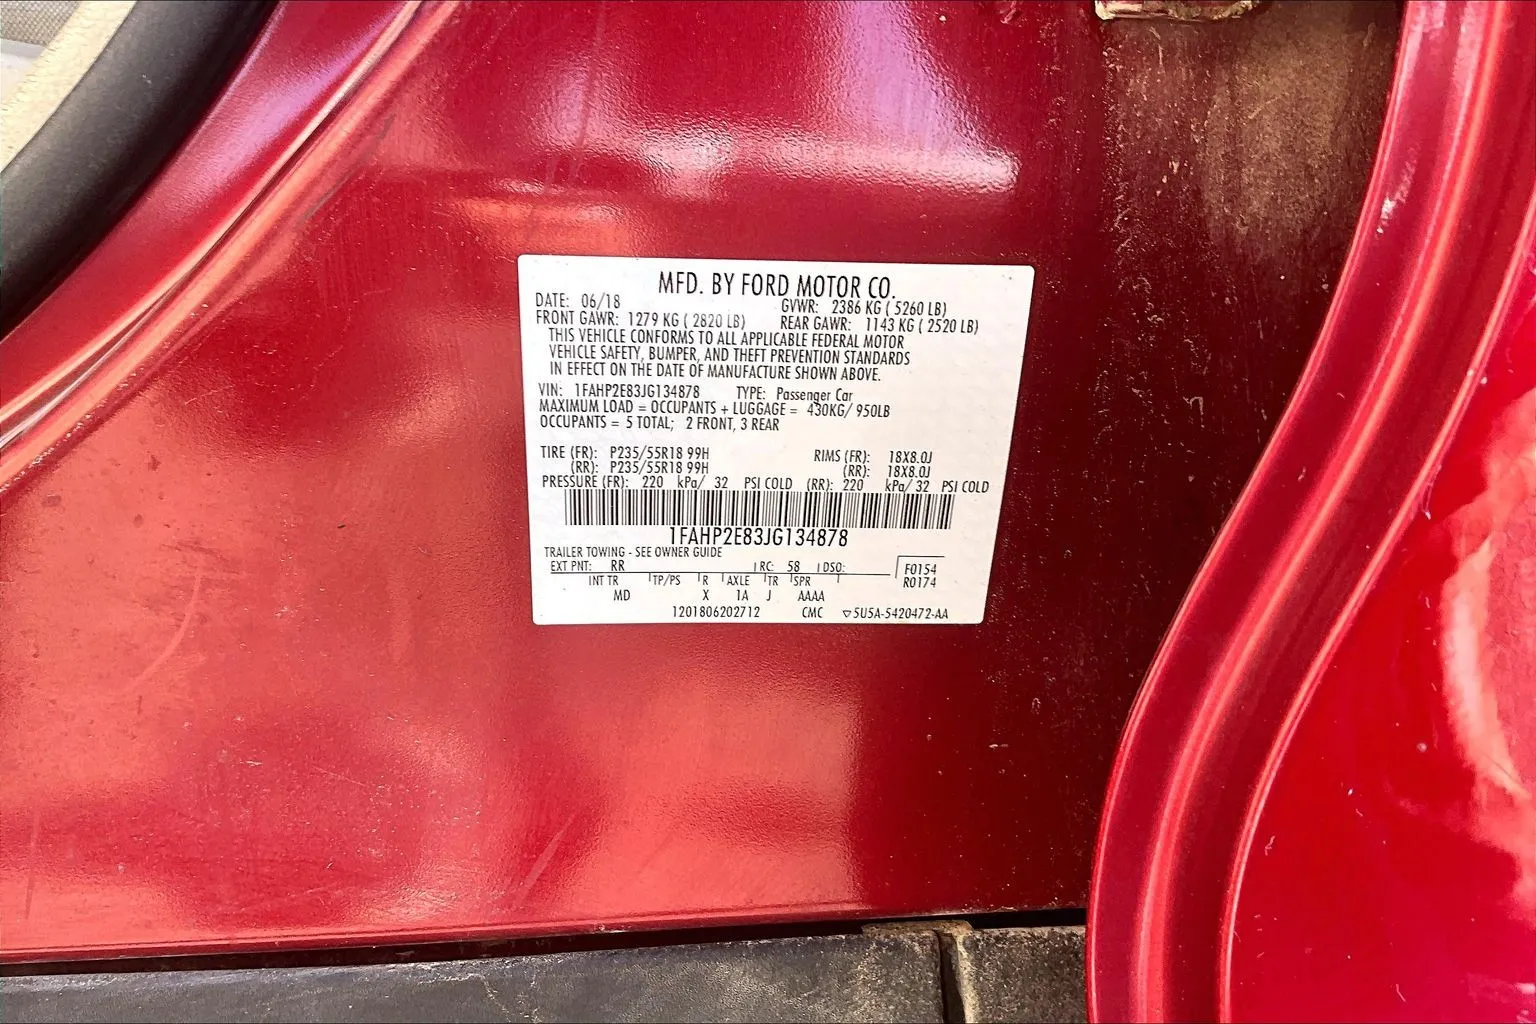 MFD. BY FORD MOTOR CO.
DATE: 06/18 GVWR: 2386 KG ( 5260 LB)
FRONT GAWR: 1279 KG ( 2820 LB) REAR GAWR: 1143 KG ( 2520 LB)
THIS VEHICLE CONFORMS TO ALL APPLICABLE FEDERAL MOTOR
VEHICLE SAFETY, BUMPER, AND THEFT PREVENTION STANDARDS
IN EFFECT ON THE DATE OF MANUFACTURE SHOWN ABOVE.
VIN: 1FAHP2E83JG134878 TYPE: Passenger Car
MAXIMUM LOAD = OCCUPANTS + LUGGAGE = 430KG/ 950LB
OCCUPANTS = 5 TOTAL; 2 FRONT, 3 REAR
TIRE (FR): P235/55R18 99H RIMS (FR): 18X8.0J
(RR): P235/55R18 99H (RR): 18X8.0J
PRESSURE (FR): 220 kPa/ 32 PSI COLD (RR): 220 kPa/ 32 PSI COLD
1FAHP2E83JG134878
TRAILER TOWING - SEE OWNER GUIDE
EXT PNT: RR RC: 58 DSO: F0154
INT TR TP/PS R AXLE TR SPR R0174
MD X 1A J AAAA
1201806202712 CMC ▽5U5A-5420472-AA